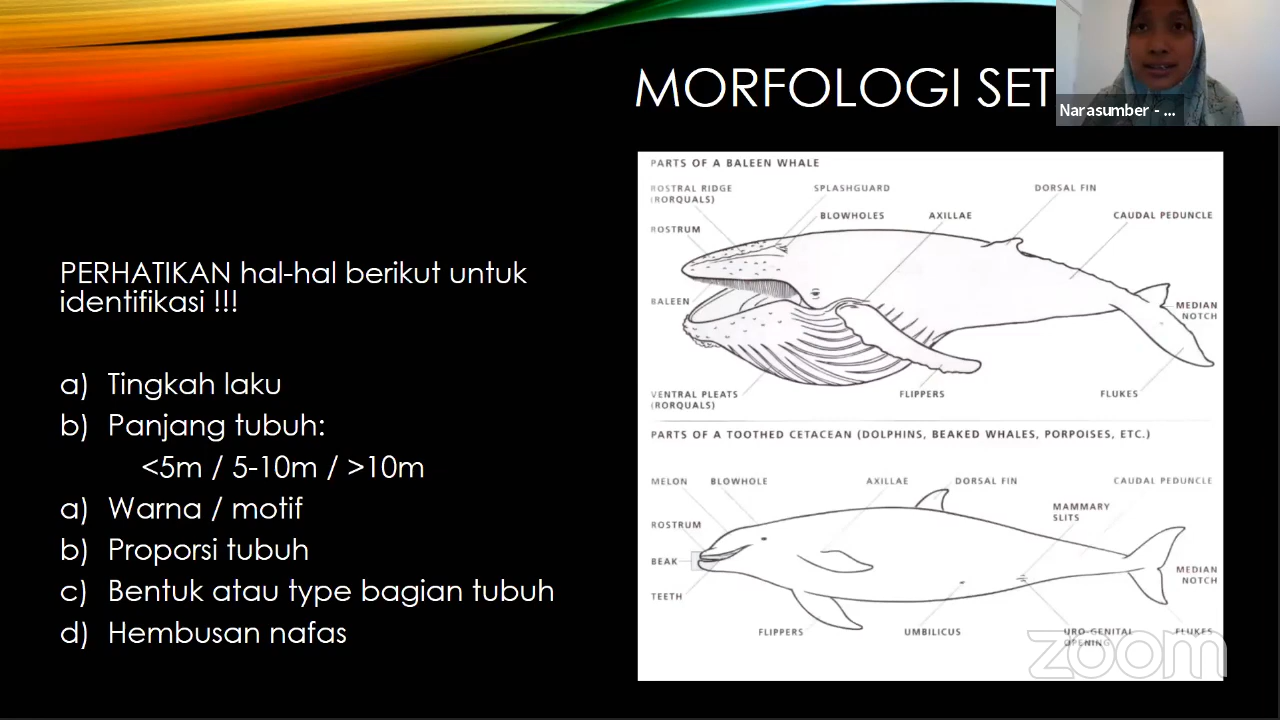 MORFOLOGI SET
Narasumber - ...
PERHATIKAN hal-hal berikut untuk
identifikasi !!!
a) Tingkah laku
b) Panjang tubuh:
<5m / 5-10m / >10m
a) Warna / motif
b) Proporsi tubuh
c) Bentuk atau type bagian tubuh
d) Hembusan nafas
PARTS OF A BALEEN WHALE
ROSTRAL RIDGE
(RORQUALS)
SPLASHGUARD
DORSAL FIN
BLOWHOLES
AXILLAE
CAUDAL PEDUNCLE
ROSTRUM
BALEEN
MEDIAN
NOTCH
VENTRAL PLEATS
(RORQUALS)
FLIPPERS
FLUKES
PARTS OF A TOOTHED CETACEAN (DOLPHINS, BEAKED WHALES, PORPOISES, ETC.)
MELON
BLOWHOLE
AXILLAE
DORSAL FIN
CAUDAL PEDUNCLE
MAMMARY
SLITS
ROSTRUM
BEAK
MEDIAN
NOTCH
TEETH
FLIPPERS
UMBILICUS
URO-GENITAL
OPENING
FLUKES
zoom